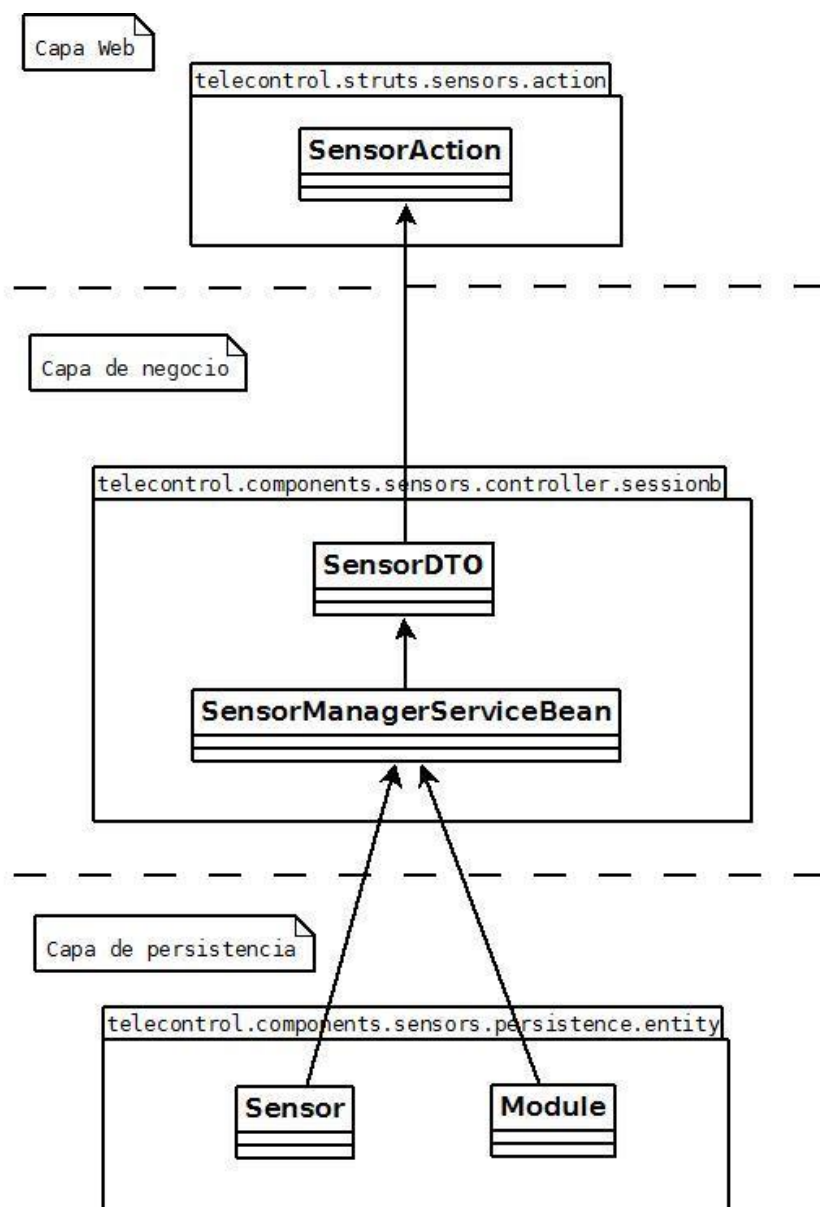 Capa Web
telecontrol.struts.sensors.action
SensorAction
Capa de negocio
telecontrol.components.sensors.controller.sessionb
SensorDTO
SensorManagerServiceBean
Capa de persistencia
telecontrol.components.sensors.persistence.entity
Sensor
Module